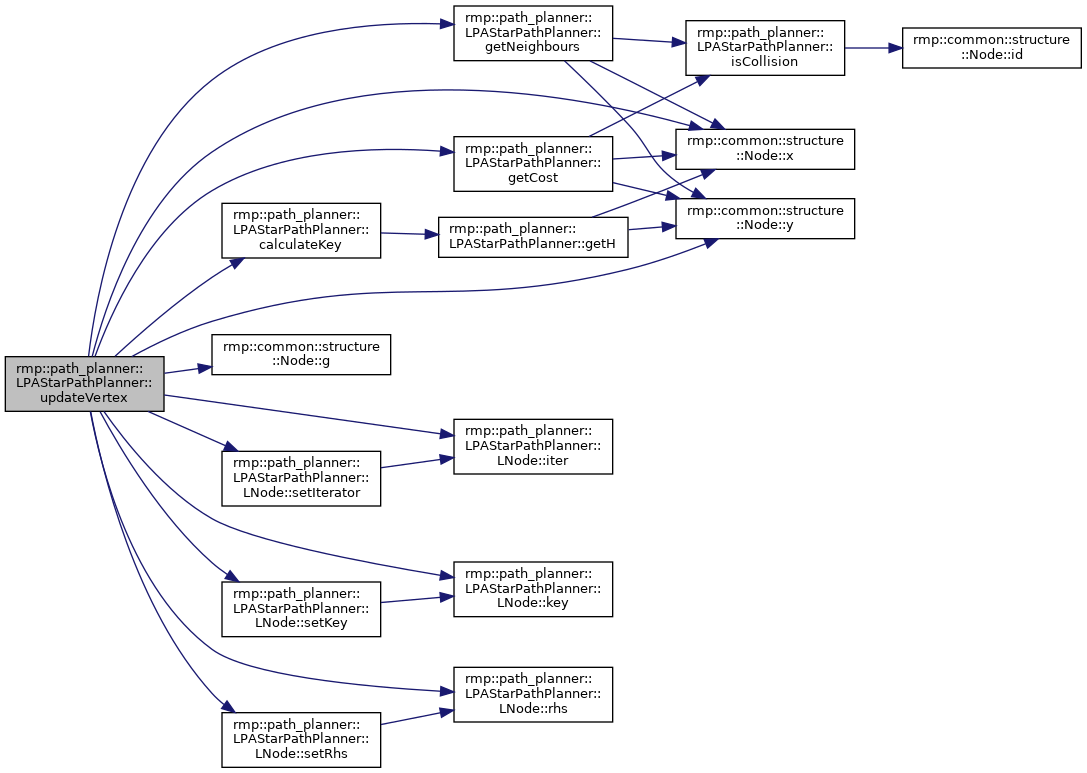 rmp::path_planner::
LPAStarPathPlanner::
getNeighbours
rmp::path_planner::
LPAStarPathPlanner::
isCollision
rmp::common::structure
::Node::id
rmp::common::structure
::Node::x
rmp::path_planner::
LPAStarPathPlanner::
getCost
rmp::common::structure
::Node::y
rmp::path_planner::
LPAStarPathPlanner::
calculateKey
rmp::path_planner::
LPAStarPathPlanner::getH
rmp::common::structure
::Node::g
rmp::path_planner::
LPAStarPathPlanner::
updateVertex
rmp::path_planner::
LPAStarPathPlanner::
LNode::iter
rmp::path_planner::
LPAStarPathPlanner::
LNode::setIterator
rmp::path_planner::
LPAStarPathPlanner::
LNode::key
rmp::path_planner::
LPAStarPathPlanner::
LNode::setKey
rmp::path_planner::
LPAStarPathPlanner::
LNode::rhs
rmp::path_planner::
LPAStarPathPlanner::
LNode::setRhs